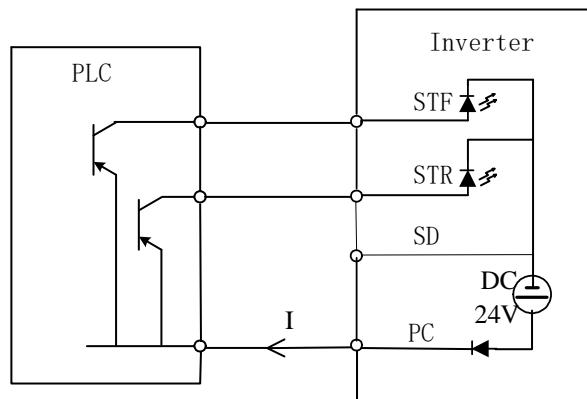 Inverter
PLC
STF
STR
SD
DC
24V
I
PC